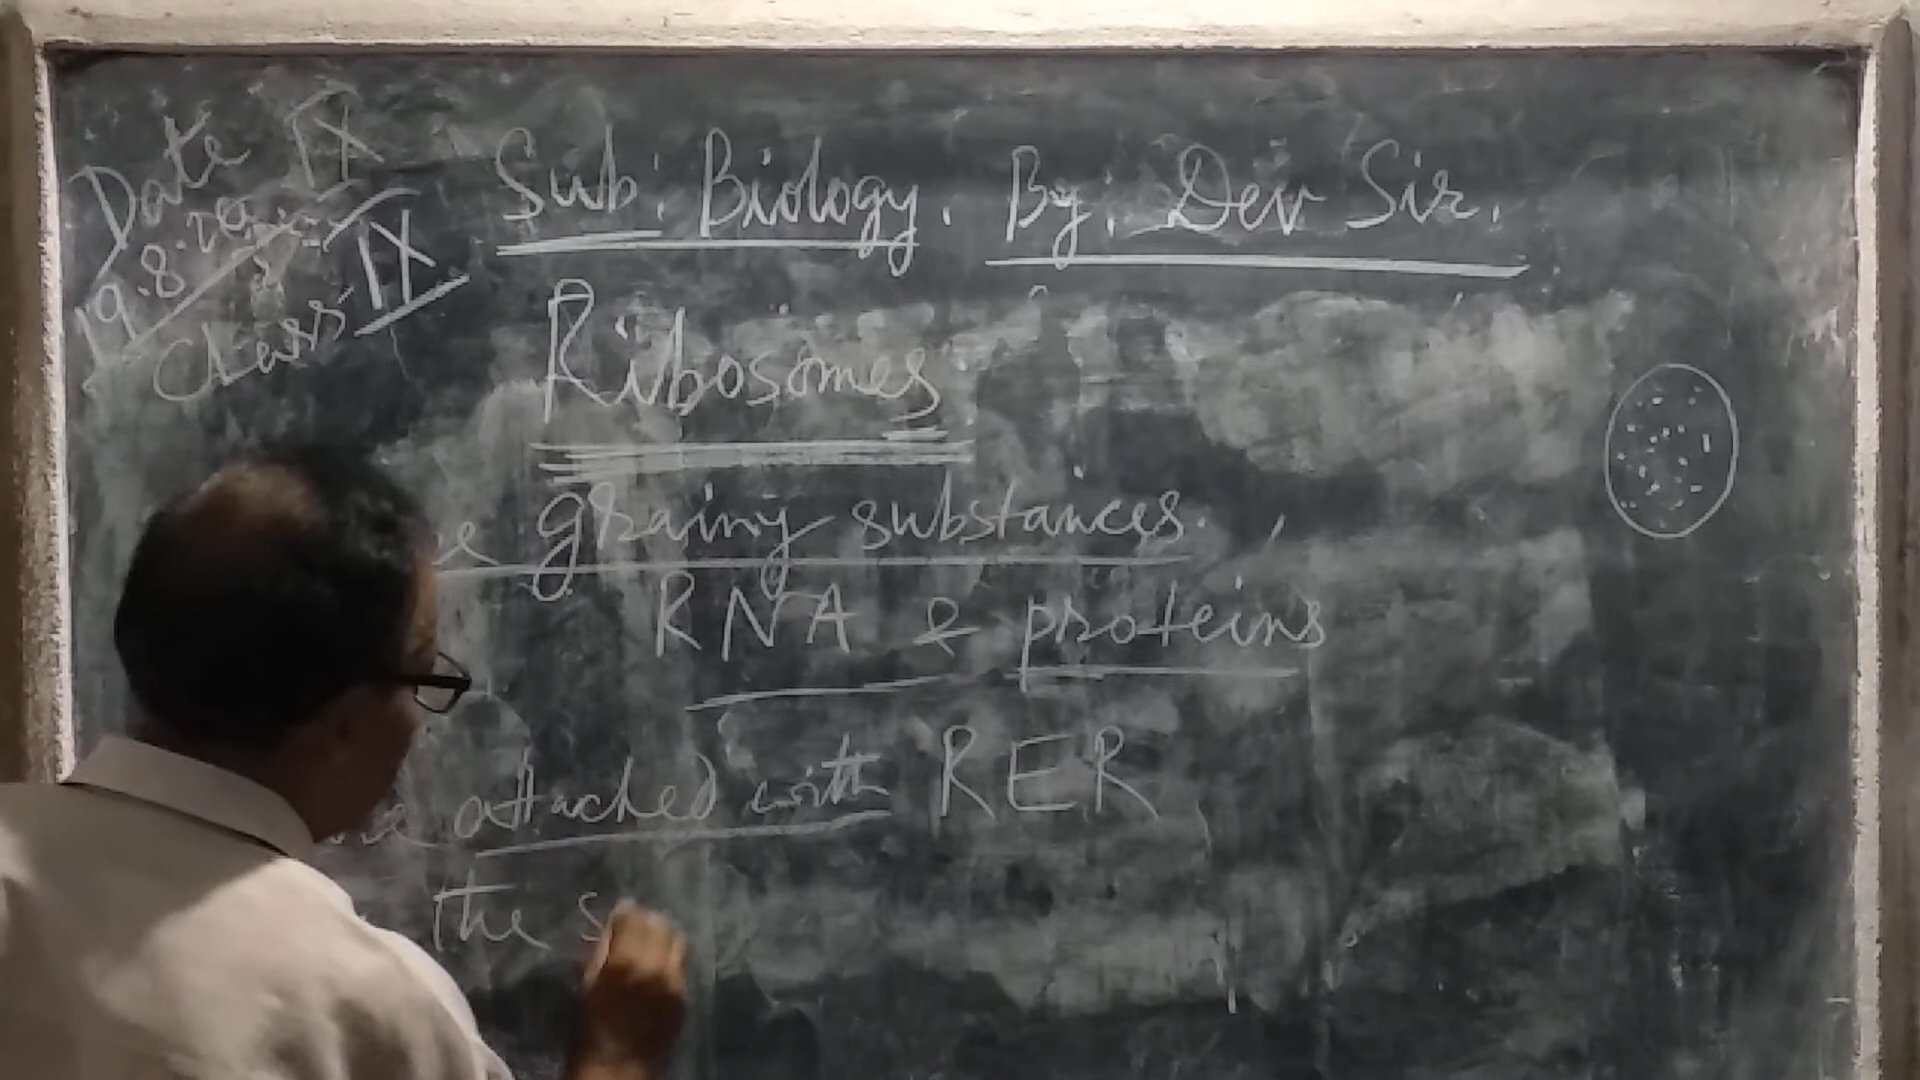 Date IX
19.8.20
Class IX
Sub: Biology. By: Dev Sir.
Ribosomes
grainy substances.
RNA & proteins
attached with RER
the s